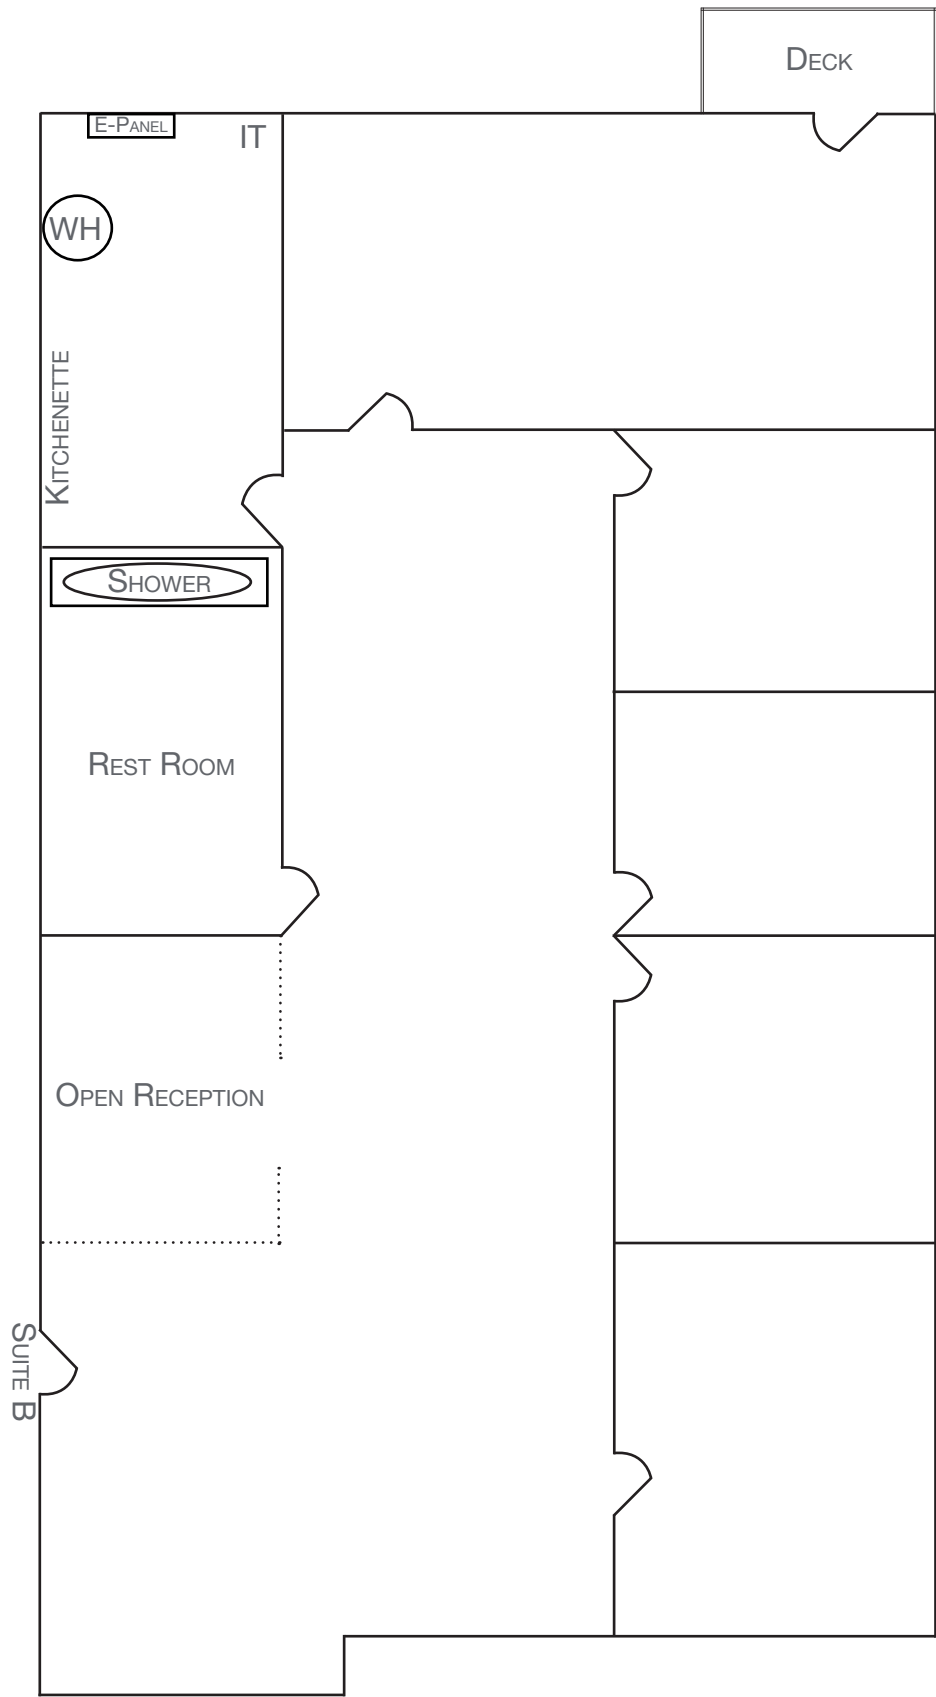 Deck
E-Panel
IT
WH
Kitchenette
Shower
Rest Room
Open Reception
Suite B